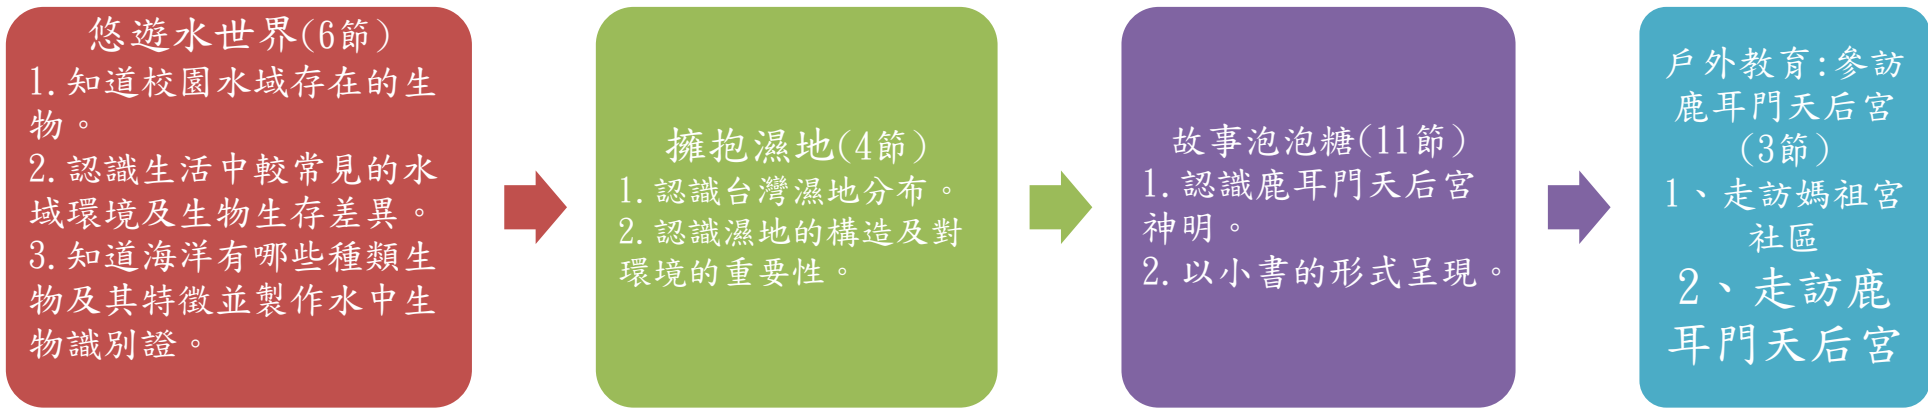 悠遊水世界(6節)
1.知道校園水域存在的生
物。
2.認識生活中較常見的水
域環境及生物生存差異。
3.知道海洋有哪些種類生
物及其特徵並製作水中生
物識別證。
擁抱濕地(4節)
1.認識台灣濕地分布。
2.認識濕地的構造及對
環境的重要性。
故事泡泡糖(11節)
1.認識鹿耳門天后宮
神明。
2.以小書的形式呈現。
戶外教育:參訪
鹿耳門天后宮
(3節)
1、走訪媽祖宮
社區
2、走訪鹿
耳門天后宮